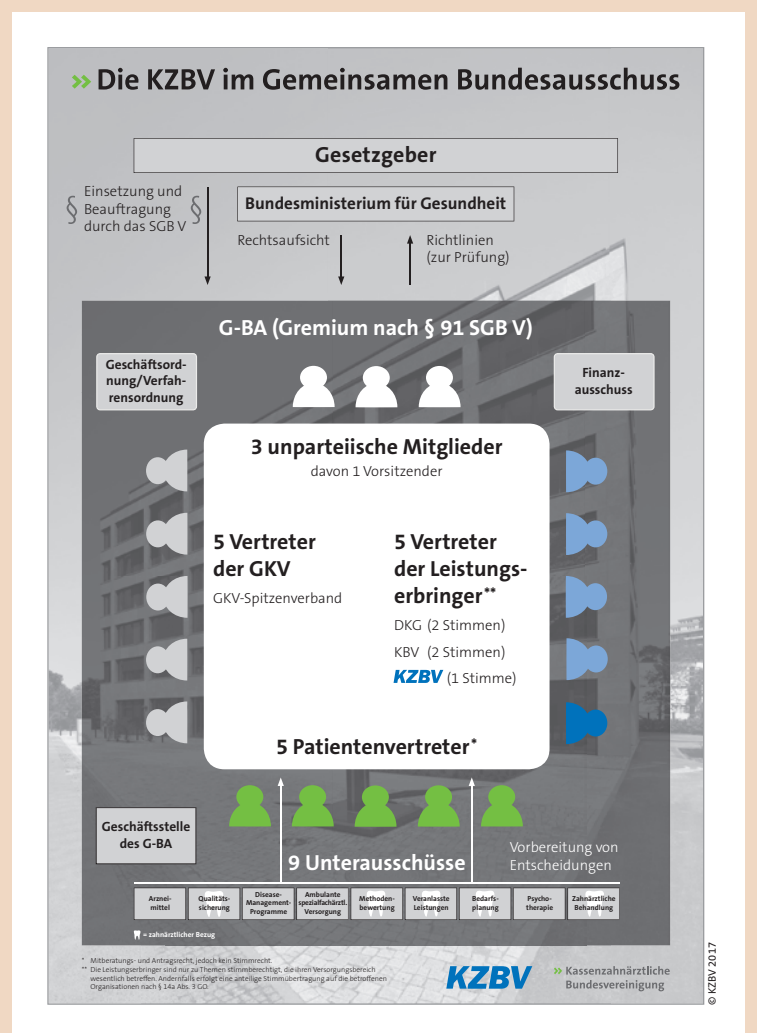 » Die KZBV im Gemeinsamen Bundesausschuss
Gesetzgeber
§ Einsetzung und §
Beauftragung
durch das SGB V
Bundesministerium für Gesundheit
Rechtsaufsicht
Richtlinien
(zur Prüfung)
G-BA (Gremium nach § 91 SGB V)
Geschäftsord-
nung/Verfah-
rensordnung
Finanz-
ausschuss
3 unparteiische Mitglieder
davon 1 Vorsitzender
5 Vertreter
der GKV
GKV-Spitzenverband
5 Vertreter
der Leistungs-
erbringer**
DKG (2 Stimmen)
KBV (2 Stimmen)
KZBV (1 Stimme)
5 Patientenvertreter*
Geschäftsstelle
des G-BA
9 Unterausschüsse
Vorbereitung von
Entscheidungen
Arznei-
mittel
Qualitäts-
sicherung
Disease-
Management-
Programme
Ambulante
spezialfachärztl.
Versorgung
Methoden-
bewertung
Veranlasste
Leistungen
Bedarfs-
planung
Psycho-
therapie
Zahnärztliche
Behandlung
= zahnärztlicher Bezug
* Mitberatungs- und Antragsrecht, jedoch kein Stimmrecht.
** Die Leistungserbringer sind nur zu Themen stimmberechtigt, die ihren Versorgungsbereich
wesentlich betreffen. Andernfalls erfolgt eine anteilige Stimmübertragung auf die betroffenen
Organisationen nach § 14a Abs. 3 GO.
KZBV
» Kassenzahnärztliche
Bundesvereinigung
© KZBV 2017